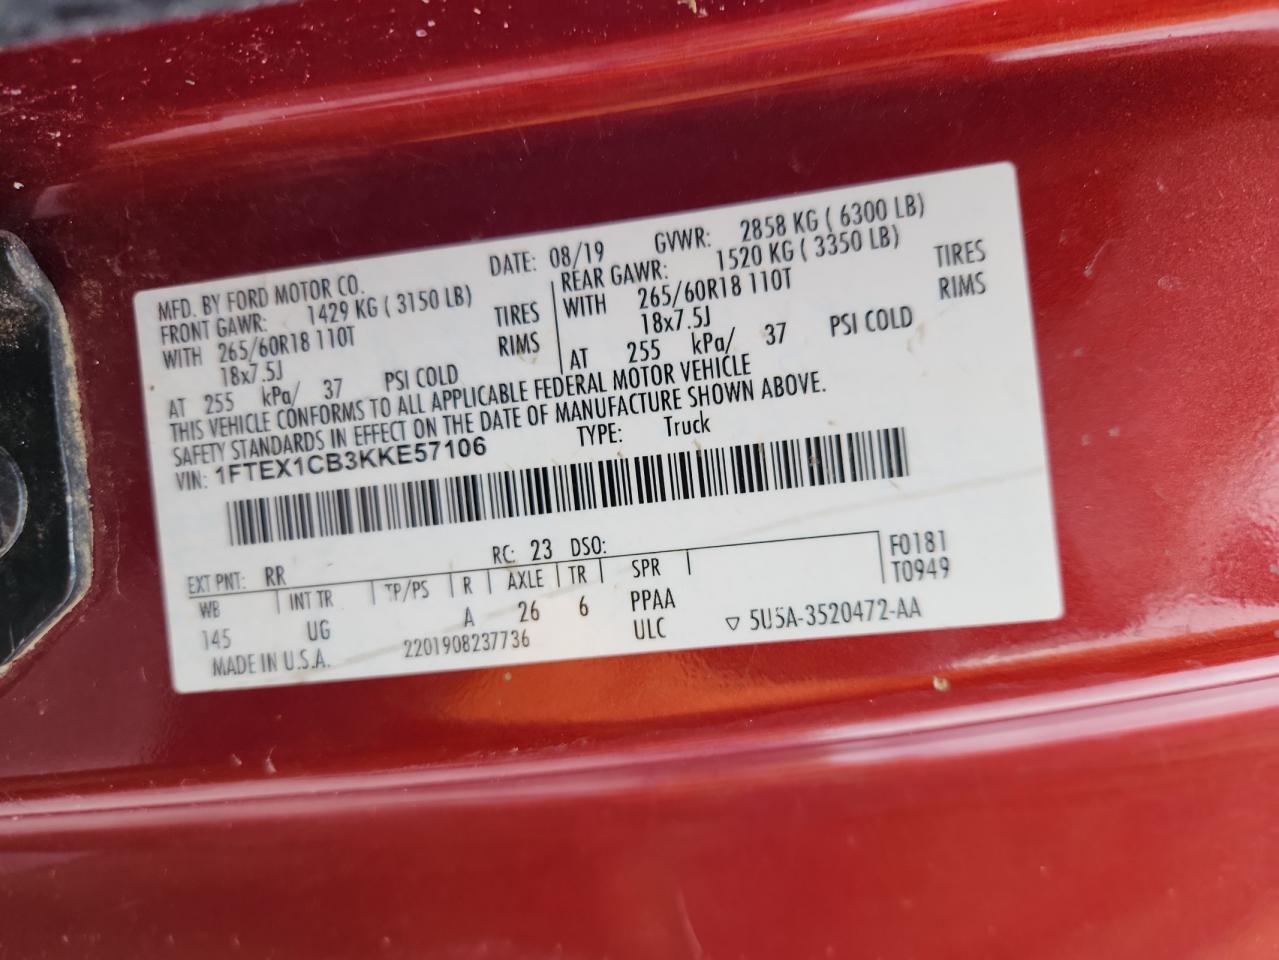 MFD. BY FORD MOTOR CO. DATE: 08/19 GVWR: 2858 KG ( 6300 LB)
FRONT GAWR: 1429 KG ( 3150 LB) REAR GAWR: 1520 KG ( 3350 LB)
WITH 265/60R18 110T TIRES WITH 265/60R18 110T TIRES
18x7.5J RIMS 18x7.5J RIMS
AT 255 kPa/ 37 PSI COLD AT 255 kPa/ 37 PSI COLD
THIS VEHICLE CONFORMS TO ALL APPLICABLE FEDERAL MOTOR VEHICLE
SAFETY STANDARDS IN EFFECT ON THE DATE OF MANUFACTURE SHOWN ABOVE.
VIN: 1FTEX1CB3KKE57106 TYPE: Truck
EXT PNT: RR RC: 23 DSO: F0181
WB INT TR TP/PS R AXLE TR SPR T0949
145 UG A 26 6 PPAA
MADE IN U.S.A. 2201908237736 ULC ▽ 5U5A-3520472-AA